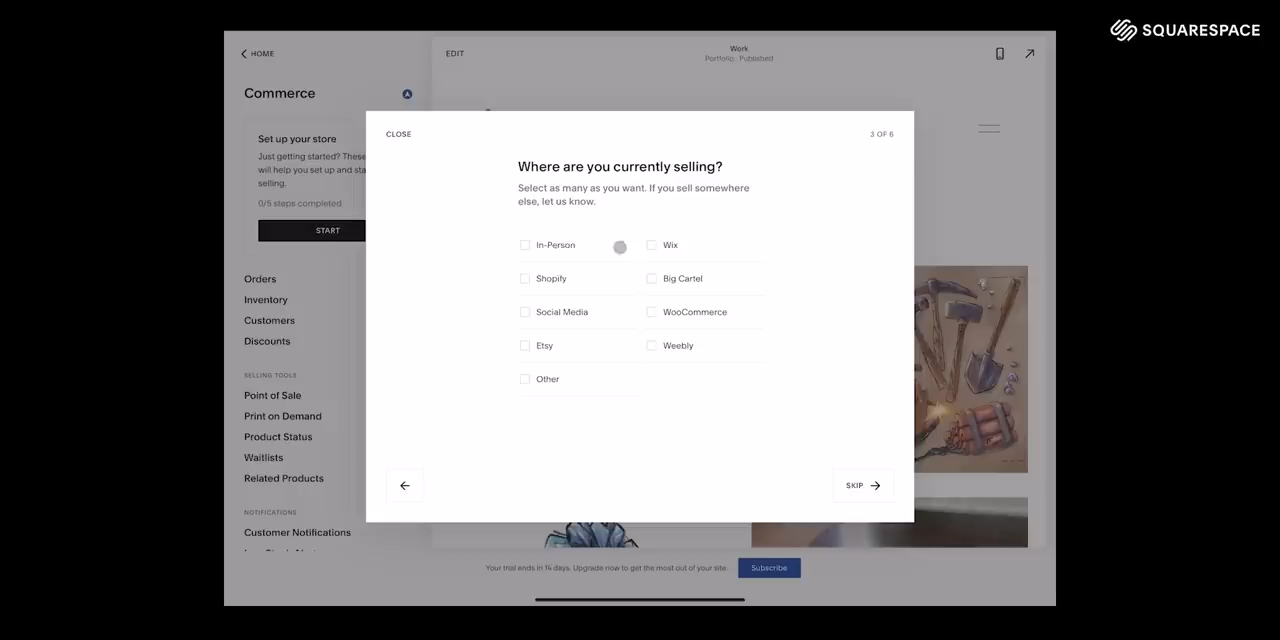 SQUARESPACE
HOME
EDIT
Work
Portfolio · Published
Commerce
Set up your store
Just getting started? These
will help you set up and sta
selling.
0/5 steps completed
START
Orders
Inventory
Customers
Discounts
SELLING TOOLS
Point of Sale
Print on Demand
Product Status
Waitlists
Related Products
NOTIFICATIONS
Customer Notifications
CLOSE
3 OF 6
Where are you currently selling?
Select as many as you want. If you sell somewhere
else, let us know.
In-Person
Wix
Shopify
Big Cartel
Social Media
WooCommerce
Etsy
Weebly
Other
SKIP
Your trial ends in 14 days. Upgrade now to get the most out of your site.
Subscribe